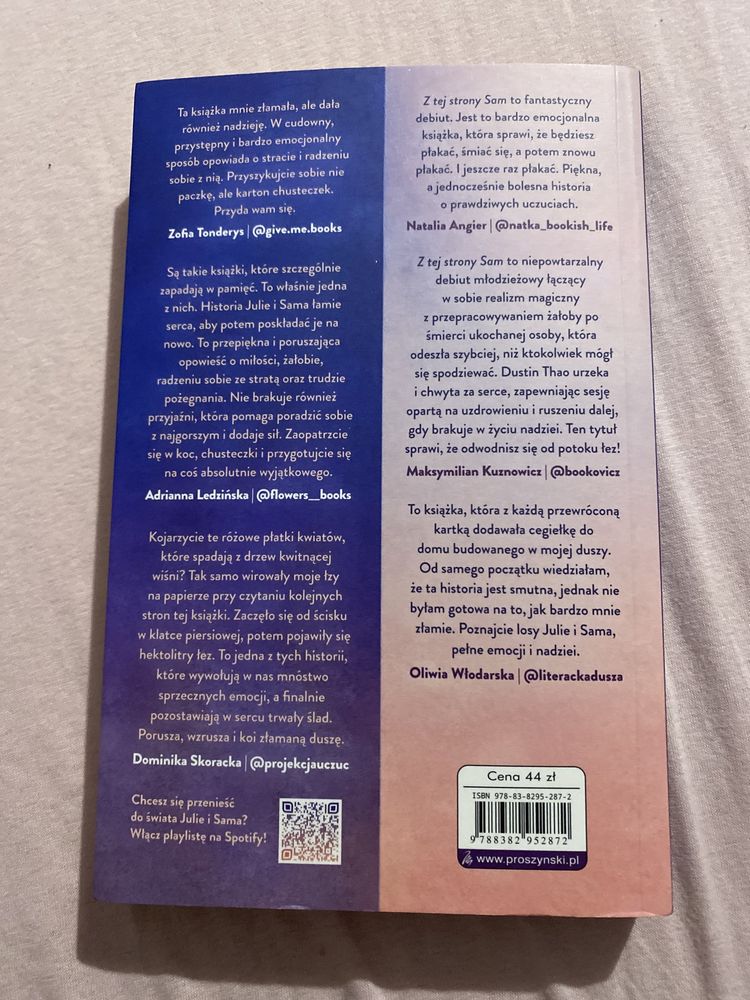 Ta książka mnie złamała, ale dała
również nadzieję. W cudowny,
przystępny i bardzo emocjonalny
sposób opowiada o stracie i radzeniu
sobie z nią. Przyszykujcie sobie nie
paczkę, ale karton chusteczek.
Przyda wam się.
Zofia Tonderys | @give.me.books
Są takie książki, które szczególnie
zapadają w pamięć. To właśnie jedna
z nich. Historia Julie i Sama łamie
serca, aby potem poskładać je na
nowo. To przepiękna i poruszająca
opowieść o miłości, żałobie,
radzeniu sobie ze stratą oraz trudzie
pożegnania. Nie brakuje również
przyjaźni, która pomaga poradzić sobie
z najgorszym i dodaje sił. Zaopatrzcie
się w koc, chusteczki i przygotujcie się
na coś absolutnie wyjątkowego.
Adrianna Ledzińska | @flowers__books
Kojarzycie te różowe płatki kwiatów,
które spadają z drzew kwitnącej
wiśni? Tak samo wirowały moje łzy
na papierze przy czytaniu kolejnych
stron tej książki. Zaczęło się od ścisku
w klatce piersiowej, potem pojawiły się
hektolitry łez. To jedna z tych historii,
które wywołują w nas mnóstwo
sprzecznych emocji, a finalnie
pozostawiają w sercu trwały ślad.
Porusza, wzrusza i koi złamaną duszę.
Dominika Skoracka | @projekcjauczuc
Chcesz się przenieść
do świata Julie i Sama?
Włącz playlistę na Spotify!
Z tej strony Sam to fantastyczny
debiut. Jest to bardzo emocjonalna
książka, która sprawi, że będziesz
płakać, śmiać się, a potem znowu
płakać. I jeszcze raz płakać. Piękna,
a jednocześnie bolesna historia
o prawdziwych uczuciach.
Natalia Angier | @natka_bookish_life
Z tej strony Sam to niepowtarzalny
debiut młodzieżowy łączący
w sobie realizm magiczny
z przepracowywaniem żałoby po
śmierci ukochanej osoby, która
odeszła szybciej, niż ktokolwiek mógł
się spodziewać. Dustin Thao urzeka
i chwyta za serce, zapewniając sesję
opartą na uzdrowieniu i ruszeniu dalej,
gdy brakuje w życiu nadziei. Ten tytuł
sprawi, że odwodnisz się od potoku łez!
Maksymilian Kuznowicz | @bookovicz
To książka, która z każdą przewróconą
kartką dodawała cegiełkę do
domu budowanego w mojej duszy.
Od samego początku wiedziałam,
że ta historia jest smutna, jednak nie
byłam gotowa na to, jak bardzo mnie
złamie. Poznajcie losy Julie i Sama,
pełne emocji i nadziei.
Oliwia Włodarska | @literackadusza
Cena 44 zł
ISBN 978-83-8295-287-2
9 788382 952872
www.proszynski.pl